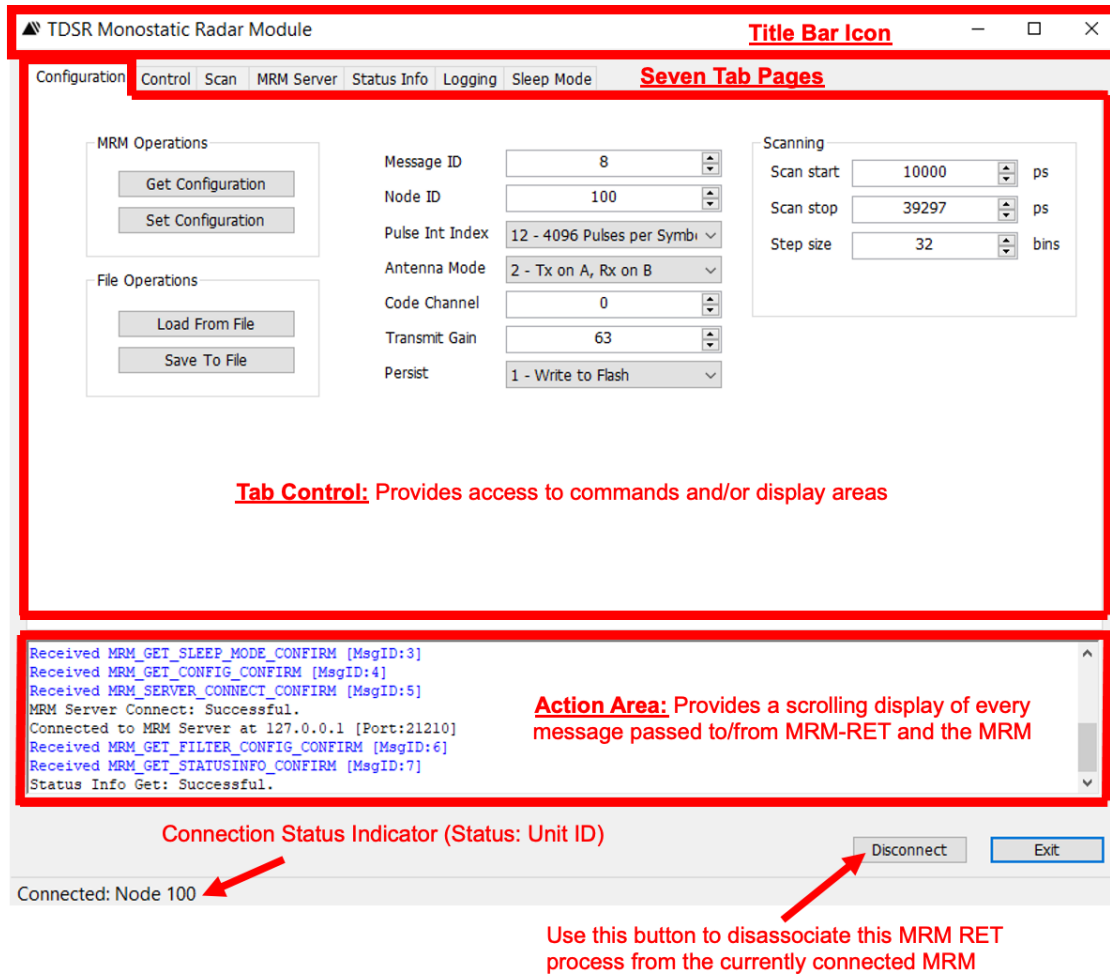 TDSR Monostatic Radar Module
Title Bar Icon
Configuration Control Scan MRM Server Status Info Logging Sleep Mode
Seven Tab Pages
MRM Operations
Get Configuration
Set Configuration
File Operations
Load From File
Save To File
Message ID 8
Node ID 100
Pulse Int Index 12 - 4096 Pulses per Symb
Antenna Mode 2 - Tx on A, Rx on B
Code Channel 0
Transmit Gain 63
Persist 1 - Write to Flash
Scanning
Scan start 10000 ps
Scan stop 39297 ps
Step size 32 bins
Tab Control: Provides access to commands and/or display areas
Received MRM_GET_SLEEP_MODE_CONFIRM [MsgID:3]
Received MRM_GET_CONFIG_CONFIRM [MsgID:4]
Received MRM_SERVER_CONNECT_CONFIRM [MsgID:5]
MRM Server Connect: Successful.
Connected to MRM Server at 127.0.0.1 [Port:21210]
Received MRM_GET_FILTER_CONFIG_CONFIRM [MsgID:6]
Received MRM_GET_STATUSINFO_CONFIRM [MsgID:7]
Status Info Get: Successful.
Action Area: Provides a scrolling display of every
message passed to/from MRM-RET and the MRM
Connection Status Indicator (Status: Unit ID)
Disconnect Exit
Connected: Node 100
Use this button to disassociate this MRM RET
process from the currently connected MRM